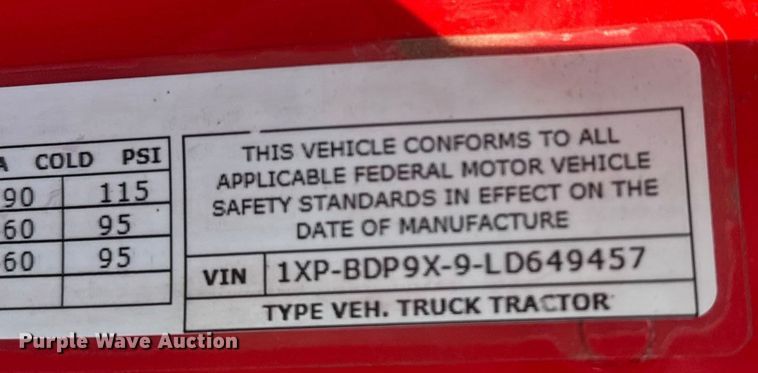 A COLD PSI
90 115
60 95
60 95
THIS VEHICLE CONFORMS TO ALL
APPLICABLE FEDERAL MOTOR VEHICLE
SAFETY STANDARDS IN EFFECT ON THE
DATE OF MANUFACTURE
VIN 1XP-BDP9X-9-LD649457
TYPE VEH. TRUCK TRACTOR
Purple Wave Auction